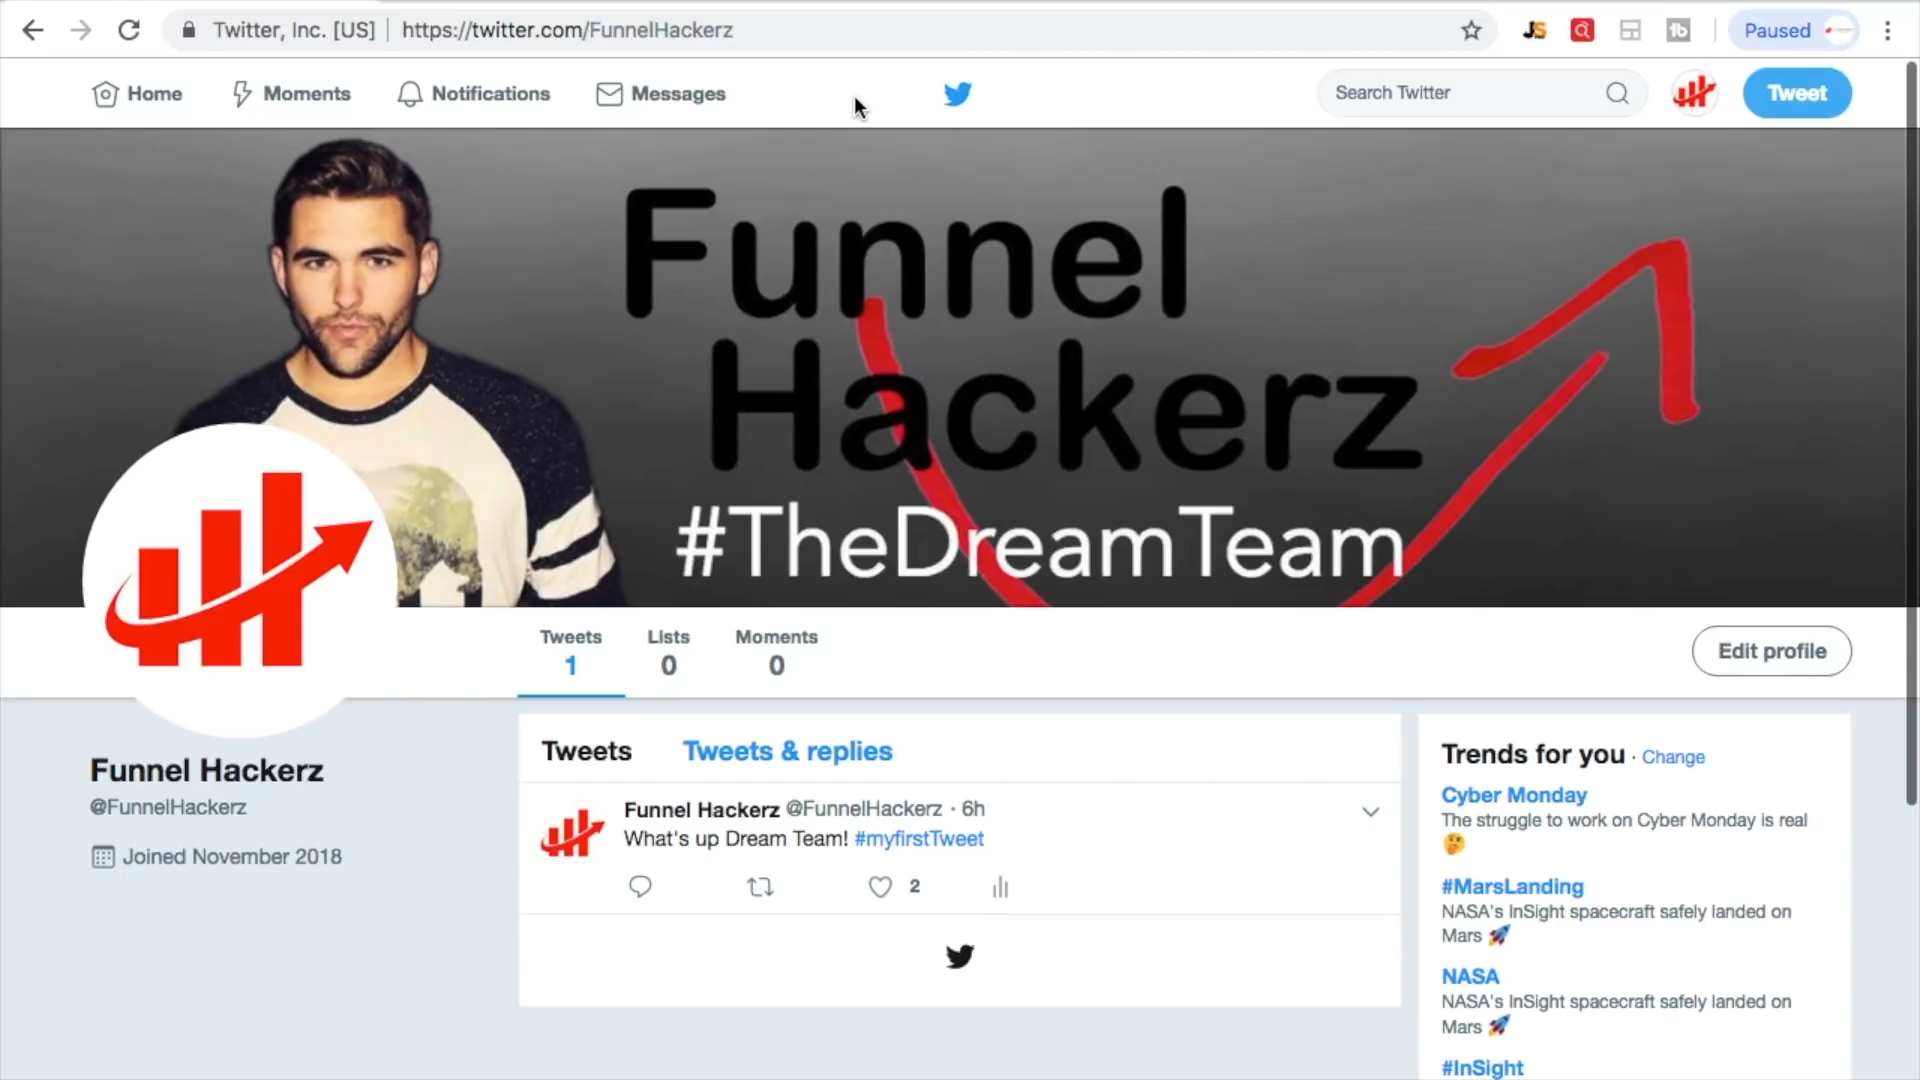 Twitter, Inc. [US] | https://twitter.com/FunnelHackerz
JS
Paused
Home
Moments
Notifications
Messages
Search Twitter
Tweet
Funnel
Hackerz
#TheDreamTeam
Tweets
1
Lists
0
Moments
0
Edit profile
Funnel Hackerz
@FunnelHackerz
Joined November 2018
Tweets
Tweets & replies
Funnel Hackerz @FunnelHackerz · 6h
What's up Dream Team! #myfirstTweet
2
Trends for you · Change
Cyber Monday
The struggle to work on Cyber Monday is real
🤔
#MarsLanding
NASA's InSight spacecraft safely landed on
Mars 🚀
NASA
NASA's InSight spacecraft safely landed on
Mars 🚀
#InSight